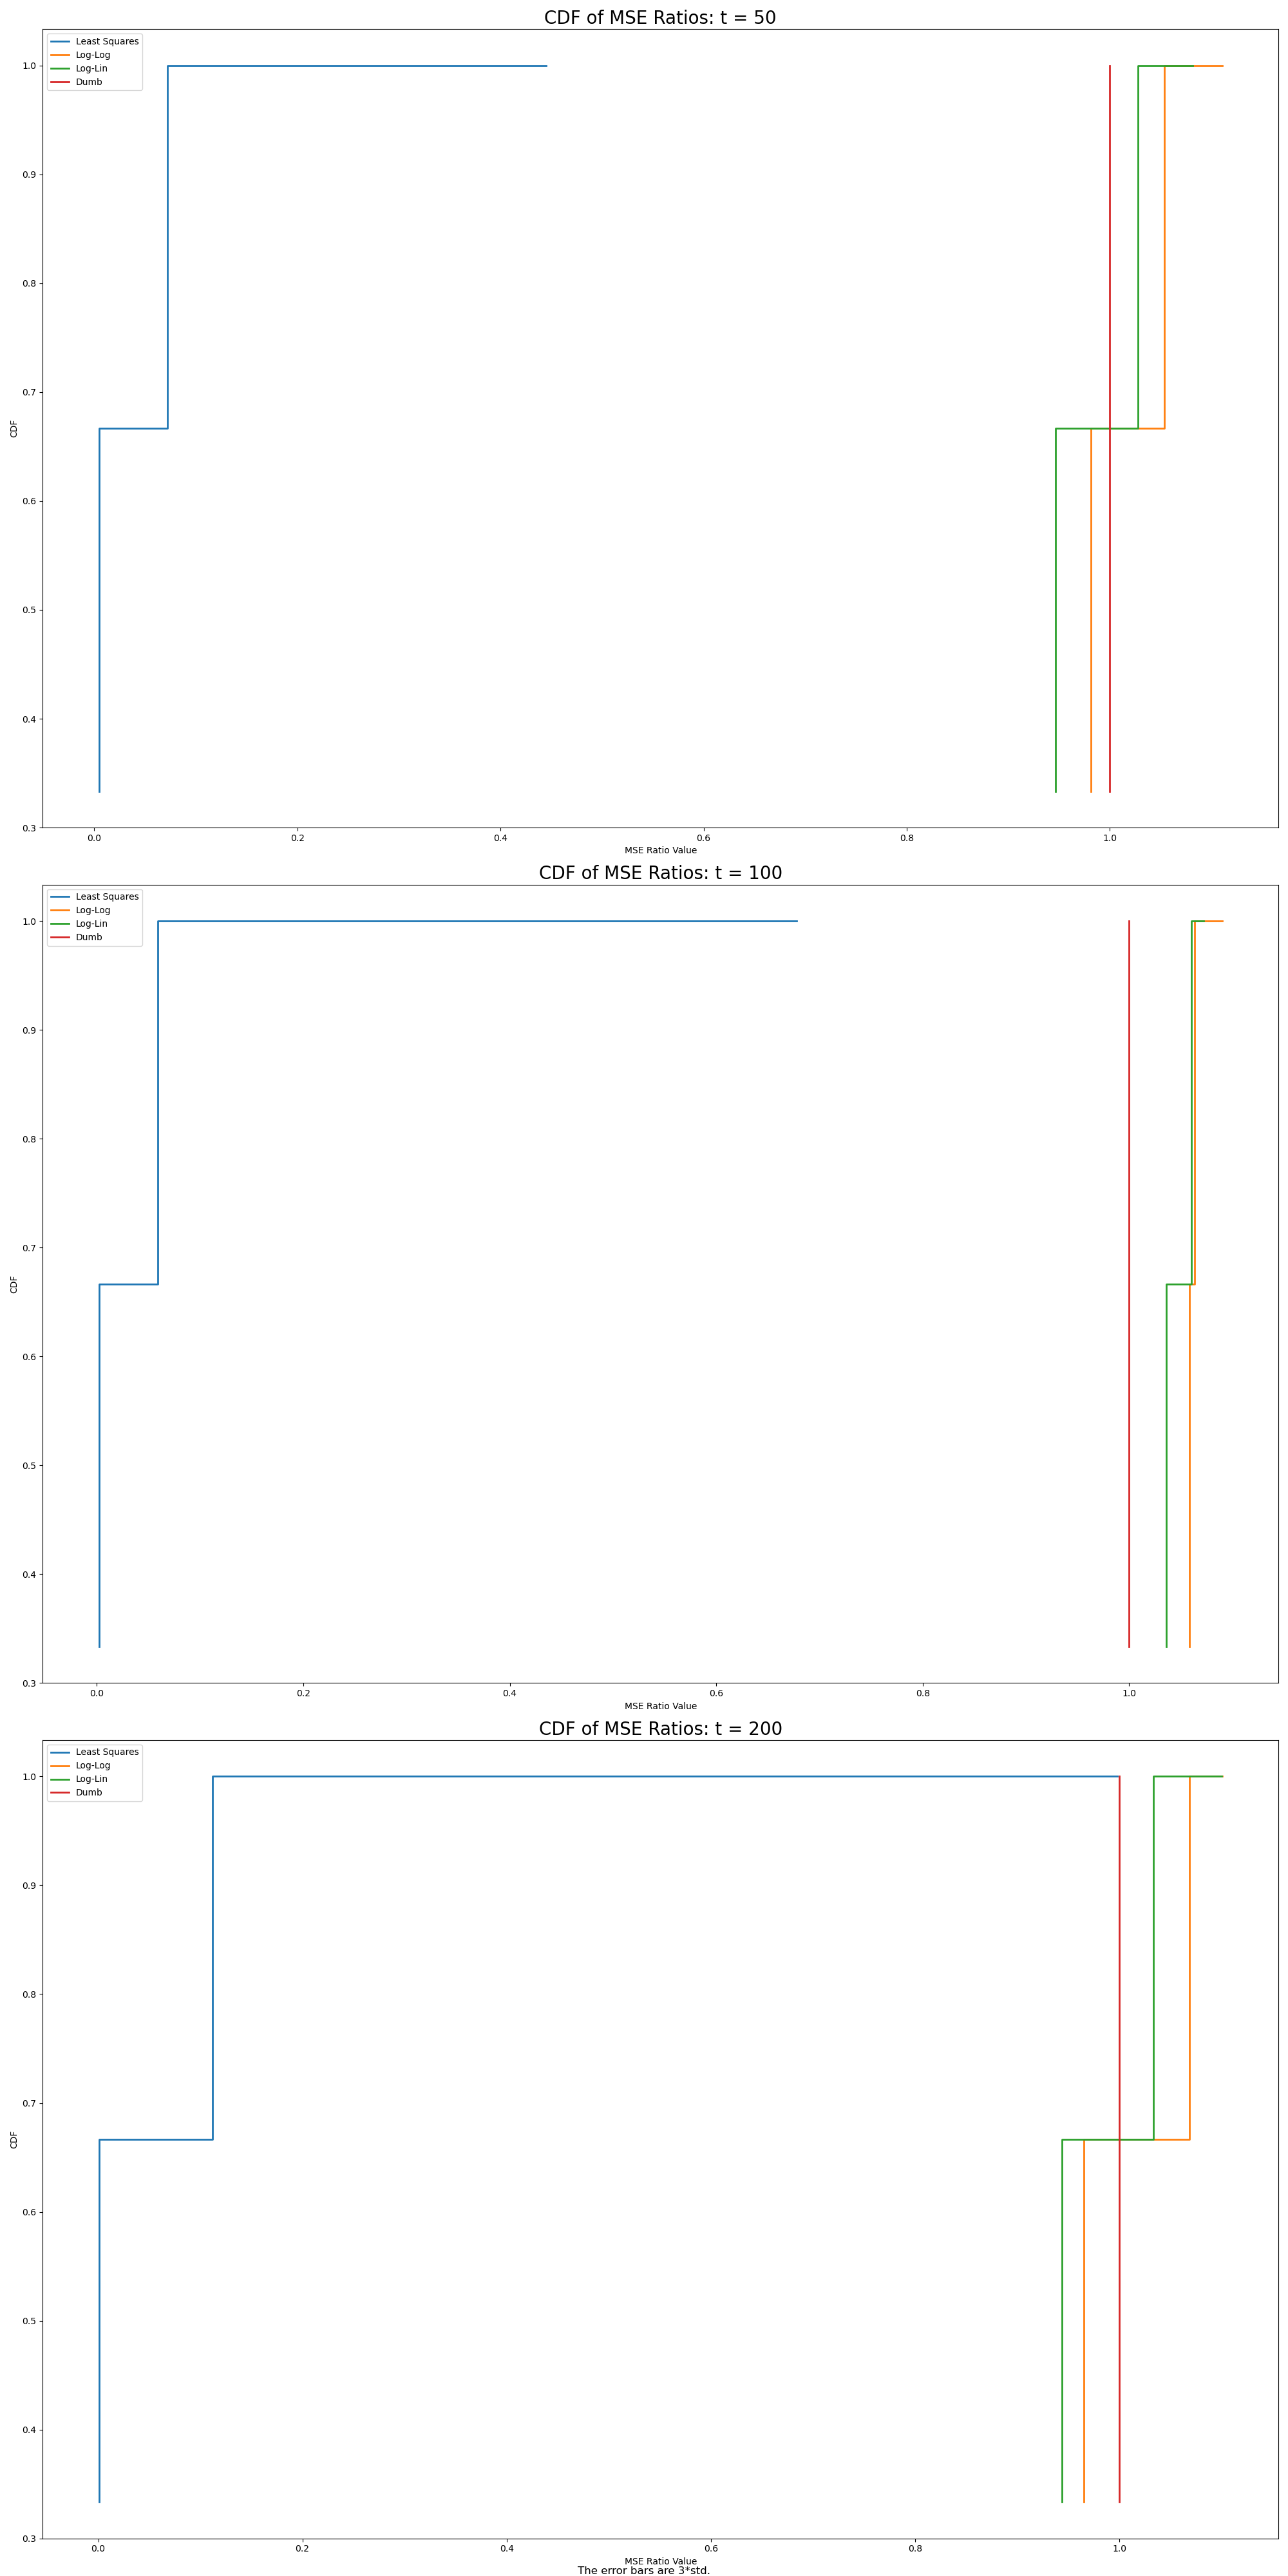 CDF of MSE Ratios: t = 50
Least Squares
Log-Log
Log-Lin
Dumb
1.0
0.9
0.8
0.7
0.6
0.5
0.4
0.3
CDF
0.0 0.2 0.4 0.6 0.8 1.0
MSE Ratio Value
CDF of MSE Ratios: t = 100
Least Squares
Log-Log
Log-Lin
Dumb
1.0
0.9
0.8
0.7
0.6
0.5
0.4
0.3
CDF
0.0 0.2 0.4 0.6 0.8 1.0
MSE Ratio Value
CDF of MSE Ratios: t = 200
Least Squares
Log-Log
Log-Lin
Dumb
1.0
0.9
0.8
0.7
0.6
0.5
0.4
0.3
CDF
0.0 0.2 0.4 0.6 0.8 1.0
MSE Ratio Value
The error bars are 3*std.